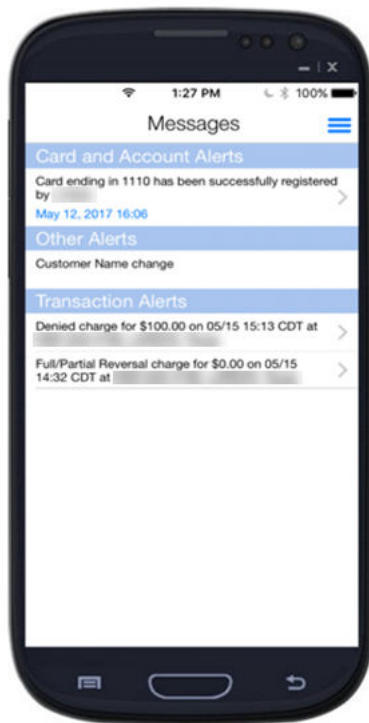 1:27 PM 100%
Messages
Card and Account Alerts
Card ending in 1110 has been successfully registered
by
May 12, 2017 16:06
Other Alerts
Customer Name change
Transaction Alerts
Denied charge for $100.00 on 05/15 15:13 CDT at
Full/Partial Reversal charge for $0.00 on 05/15
14:32 CDT at